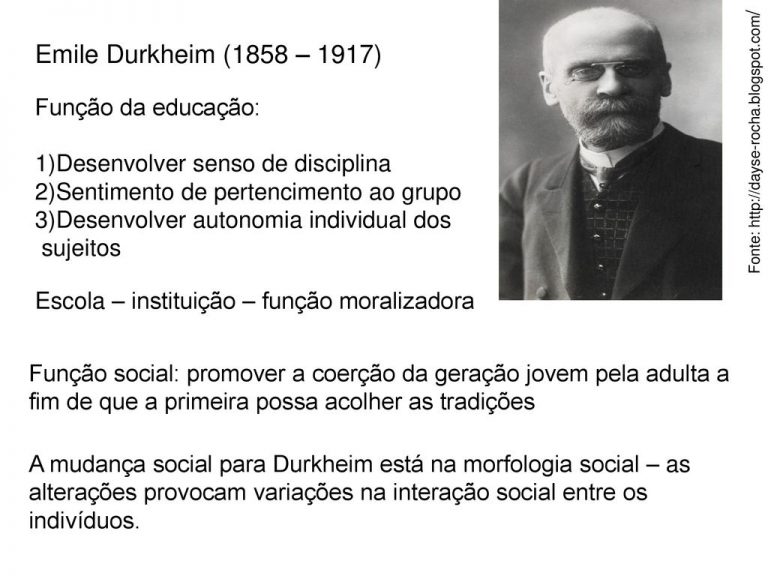 Emile Durkheim (1858 – 1917)
Função da educação:
1)Desenvolver senso de disciplina
2)Sentimento de pertencimento ao grupo
3)Desenvolver autonomia individual dos
sujeitos
Escola – instituição – função moralizadora
Função social: promover a coerção da geração jovem pela adulta a
fim de que a primeira possa acolher as tradições
A mudança social para Durkheim está na morfologia social – as
alterações provocam variações na interação social entre os
indivíduos.
Fonte: http://dayse-rocha.blogspot.com/